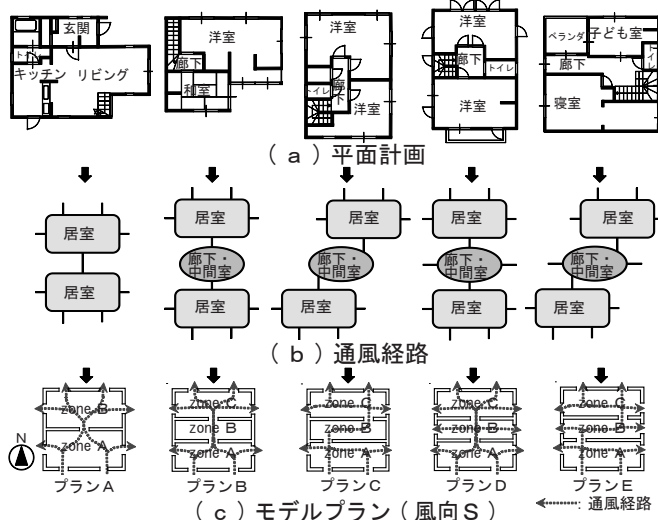 玄関
トイレ
キッチン リビング
洋室
廊下
和室
洋室
トイレ
廊下
洋室
洋室
廊下
トイレ
洋室
ベランダ
子ども室
トイレ
廊下
寝室
(a)平面計画
居室
居室
居室
廊下・
中間室
居室
居室
廊下・
中間室
居室
居室
廊下・
中間室
居室
居室
廊下・
中間室
居室
(b)通風経路
N
zone B
zone A
プランA
zone C
zone B
zone A
プランB
zone C
zone B
zone A
プランC
zone C
zone B
zone A
プランD
zone C
zone B
zone A
プランE
: 通風経路
(c)モデルプラン(風向S)